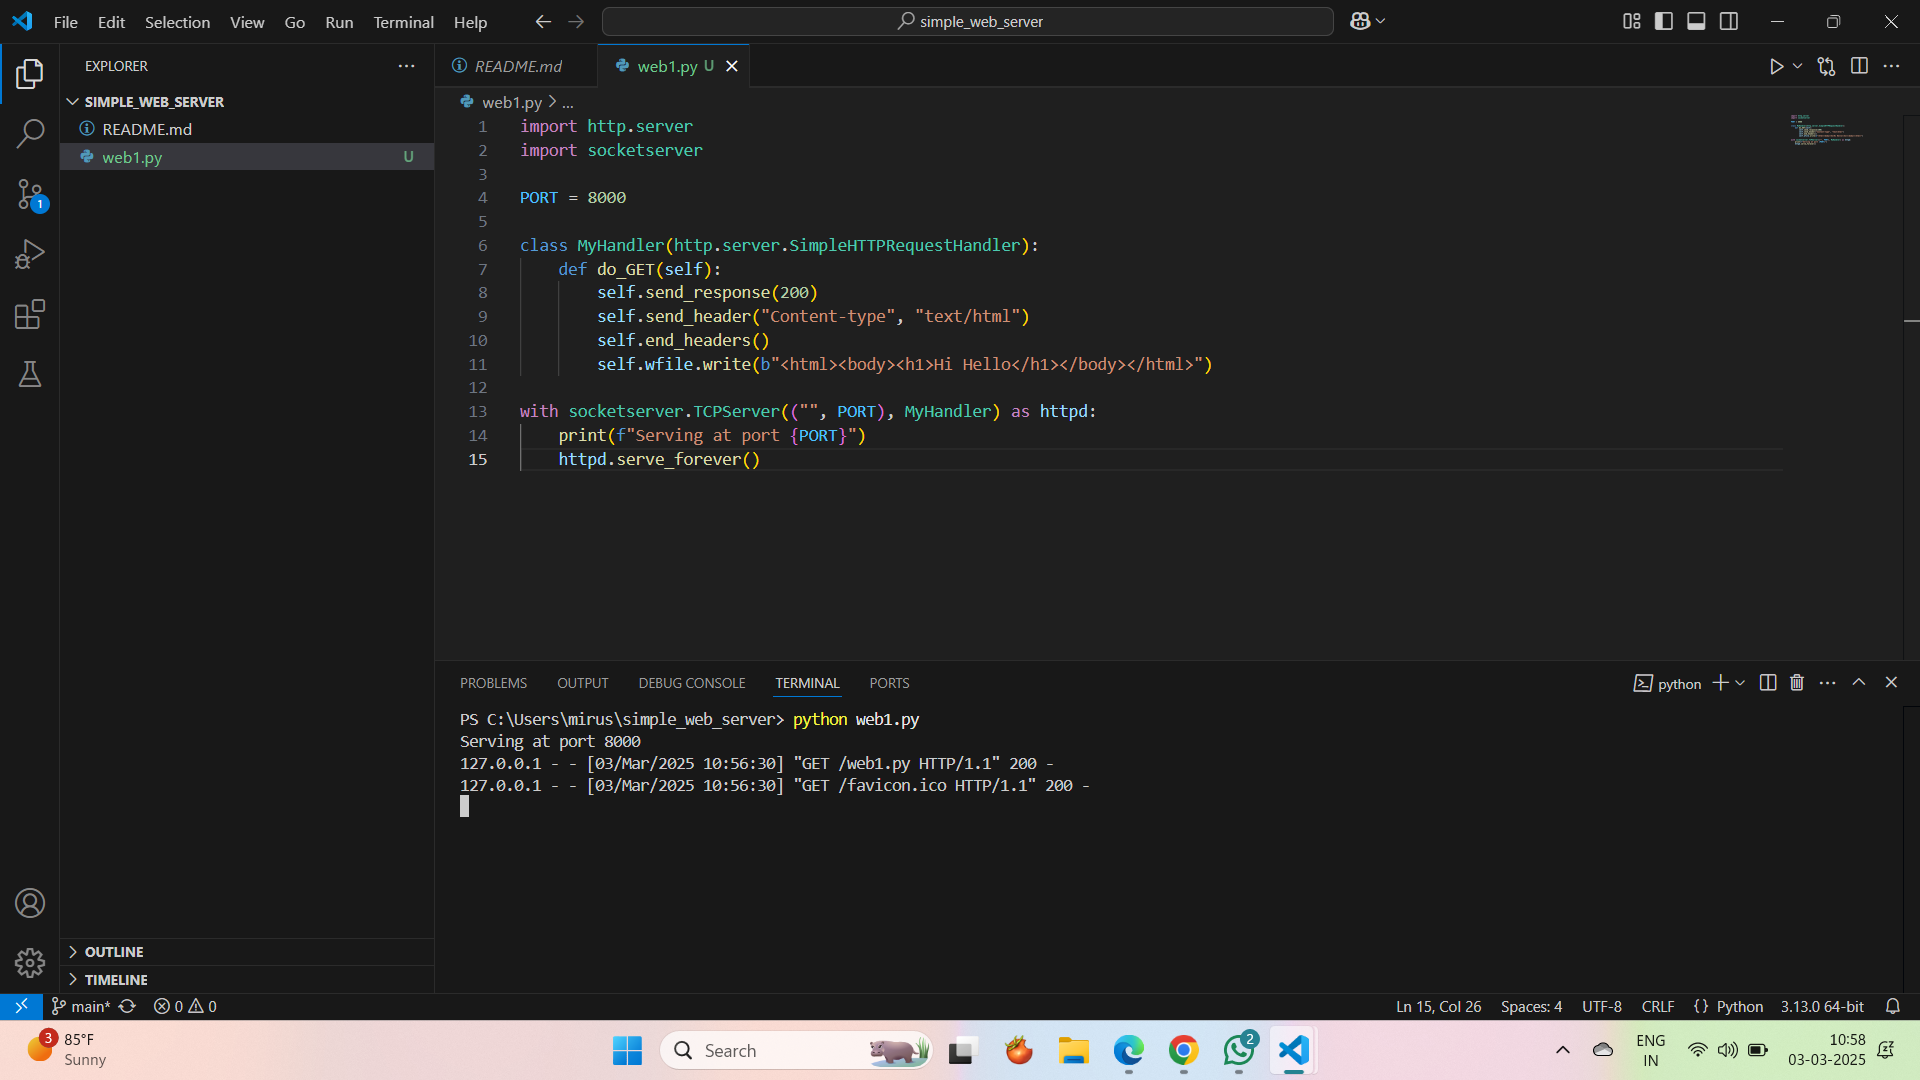 File Edit Selection View Go Run Terminal Help
simple_web_server
EXPLORER
SIMPLE_WEB_SERVER
README.md
web1.py U
1
README.md
web1.py U
web1.py > ...
1 import http.server
2 import socketserver
3
4 PORT = 8000
5
6 class MyHandler(http.server.SimpleHTTPRequestHandler):
7 def do_GET(self):
8 self.send_response(200)
9 self.send_header("Content-type", "text/html")
10 self.end_headers()
11 self.wfile.write(b"<html><body><h1>Hi Hello</h1></body></html>")
12
13 with socketserver.TCPServer(("", PORT), MyHandler) as httpd:
14 print(f"Serving at port {PORT}")
15 httpd.serve_forever()
PROBLEMS OUTPUT DEBUG CONSOLE TERMINAL PORTS
python
PS C:\Users\mirus\simple_web_server> python web1.py
Serving at port 8000
127.0.0.1 - - [03/Mar/2025 10:56:30] "GET /web1.py HTTP/1.1" 200 -
127.0.0.1 - - [03/Mar/2025 10:56:30] "GET /favicon.ico HTTP/1.1" 200 -
OUTLINE
TIMELINE
main* 0 0
Ln 15, Col 26 Spaces: 4 UTF-8 CRLF {} Python 3.13.0 64-bit
3
85°F
Sunny
Search
2
ENG
IN
10:58
03-03-2025